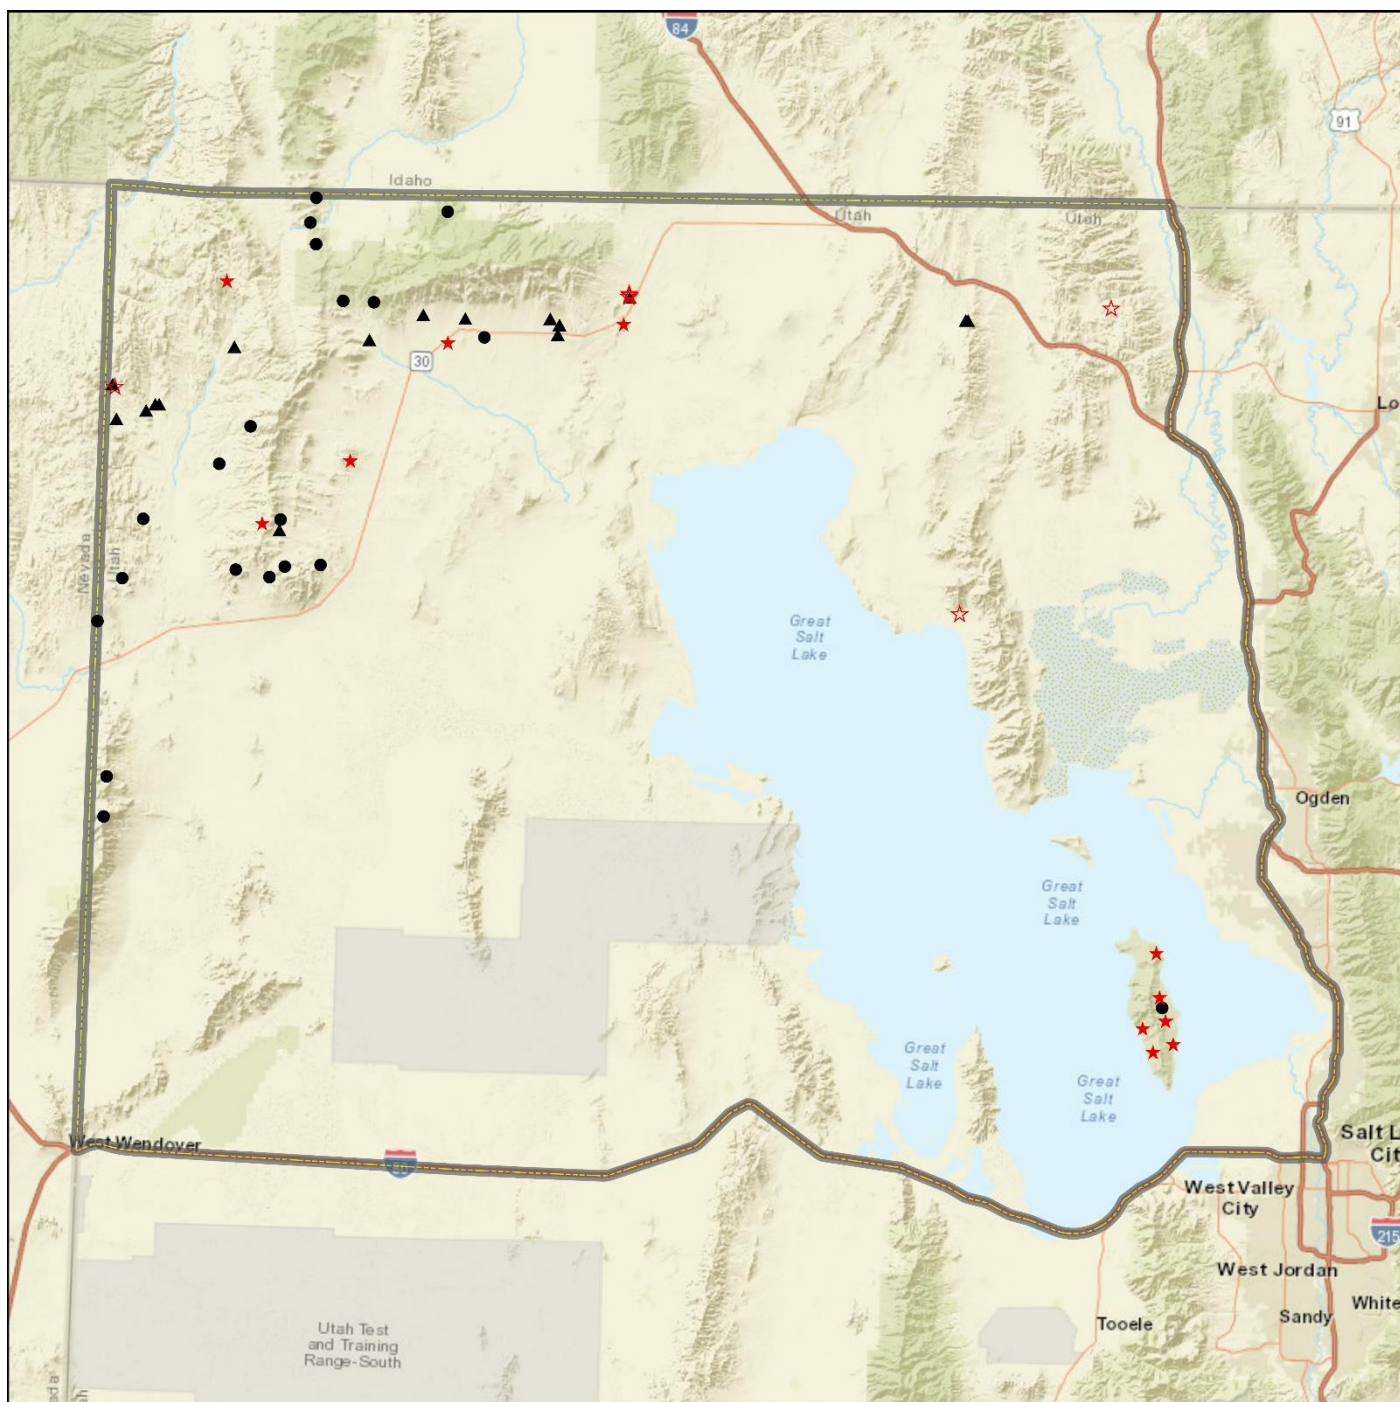 84
91
Idaho
Utah
Utah
30
Lo
Nevada
Utah
Great
Salt
Lake
Ogden
Great
Salt
Lake
Great
Salt
Lake
Great
Salt
Lake
West Wendover
80
Salt L
Cit
West Valley
City
215
West Jordan
White
Sandy
Tooele
Utah Test
and Training
Range-South
ada
ah